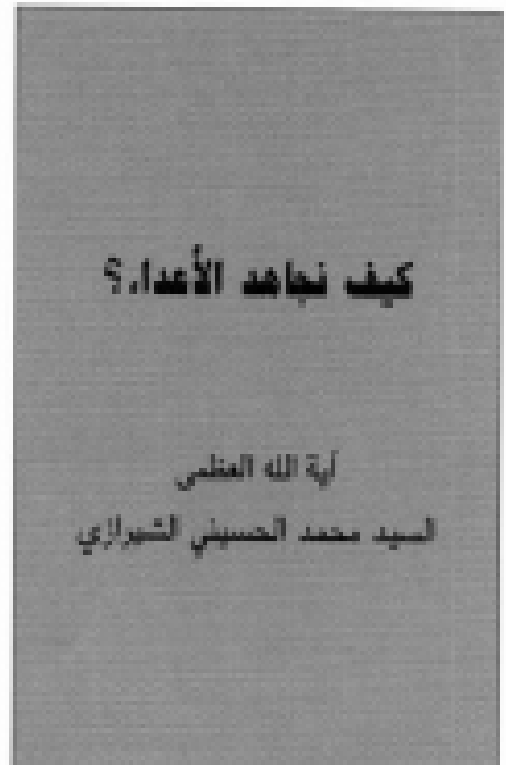 كيف نجاهد الأعداء؟
آية الله العظمى
السيد محمد الحسيني الشيرازي